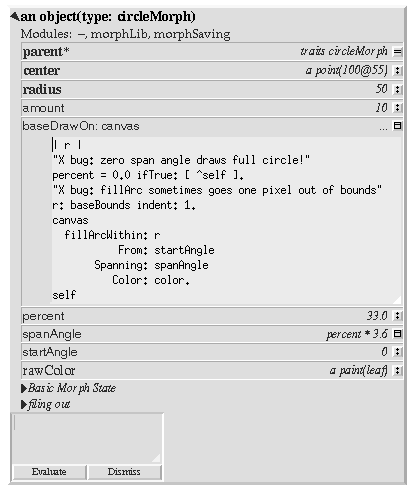 an object(type: circleMorph)
Modules: –, morphLib, morphSaving
parent* traits circleMorph =
center a point(100@55) :
radius 50 :
amount 10 :
baseDrawOn: canvas ...
| r |
"X bug: zero span angle draws full circle!"
percent = 0.0 ifTrue: [ ^self ].
"X bug: fillArc sometimes goes one pixel out of bounds"
r: baseBounds indent: 1.
canvas
fillArcWithin: r
From: startAngle
Spanning: spanAngle
Color: color.
self
percent 33.0 :
spanAngle percent * 3.6
startAngle 0 :
rawColor a paint(leaf) :
Basic Morph State
filing out
Evaluate Dismiss